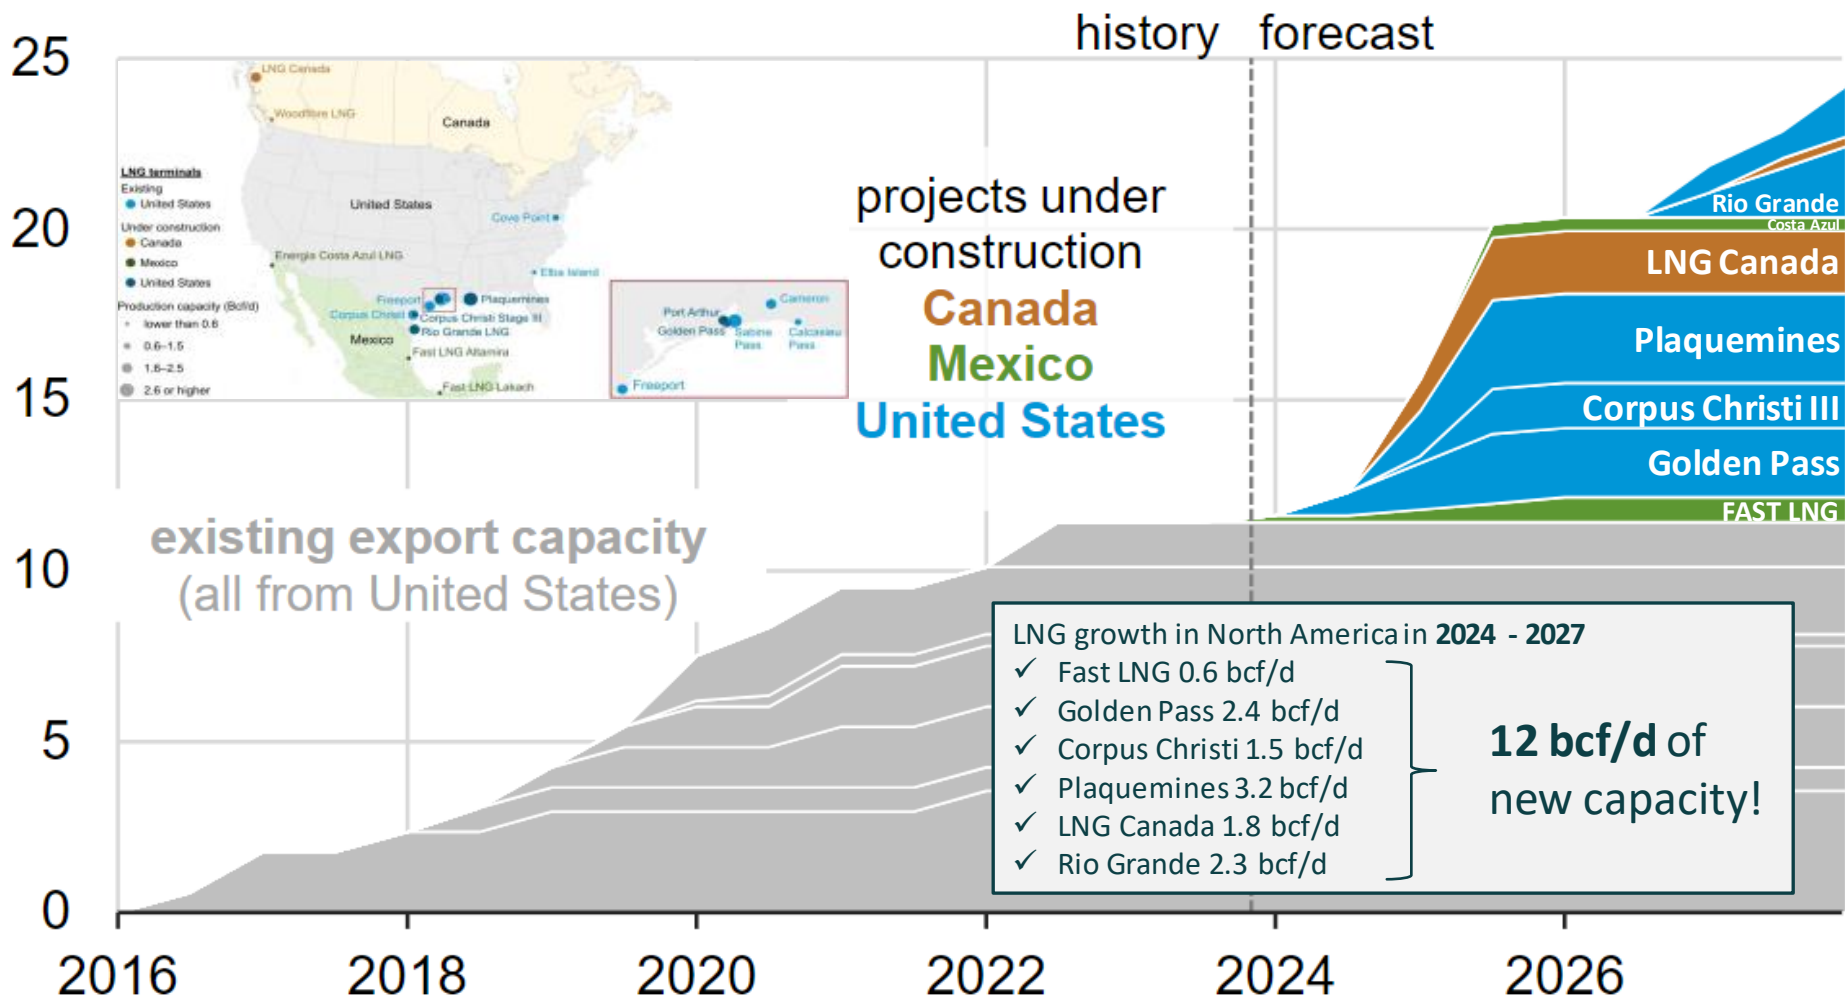 history forecast
25
20
15
10
5
0
LNG Canada
Woodfibre LNG
Canada
LNG terminals
Existing
United States
Under construction
Canada
Mexico
United States
Production capacity (Bcf/d)
lower than 0.6
0.6–1.5
1.6–2.5
2.6 or higher
United States
Cove Point
Energia Costa Azul LNG
Elba Island
Freeport
Plaquemines
Corpus Christi
Corpus Christi Stage III
Rio Grande LNG
Mexico
Fast LNG Altamira
Fast LNG Lakach
Port Arthur
Golden Pass
Sabine
Pass
Cameron
Calcasieu
Pass
Freeport
projects under
construction
Canada
Mexico
United States
Rio Grande
Costa Azul
LNG Canada
Plaquemines
Corpus Christi III
Golden Pass
FAST LNG
existing export capacity
(all from United States)
LNG growth in North America in 2024 - 2027
✓ Fast LNG 0.6 bcf/d
✓ Golden Pass 2.4 bcf/d
✓ Corpus Christi 1.5 bcf/d
✓ Plaquemines 3.2 bcf/d
✓ LNG Canada 1.8 bcf/d
✓ Rio Grande 2.3 bcf/d
12 bcf/d of
new capacity!
2016 2018 2020 2022 2024 2026